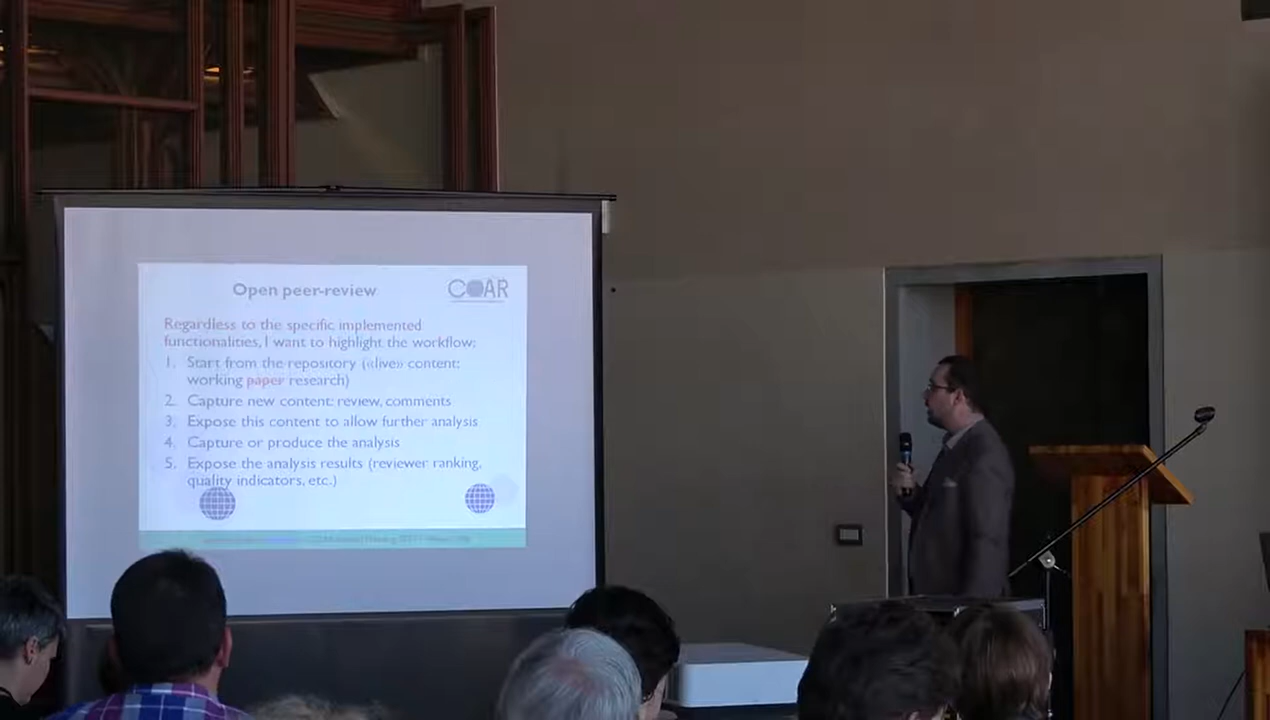 Open peer-review
COAR
Regardless to the specific implemented
functionalities, I want to highlight the workflow:
1. Start from the repository («live» content:
working paper research)
2. Capture new content: review, comments
3. Expose this content to allow further analysis
4. Capture or produce the analysis
5. Expose the analysis results (reviewer ranking,
quality indicators, etc.)